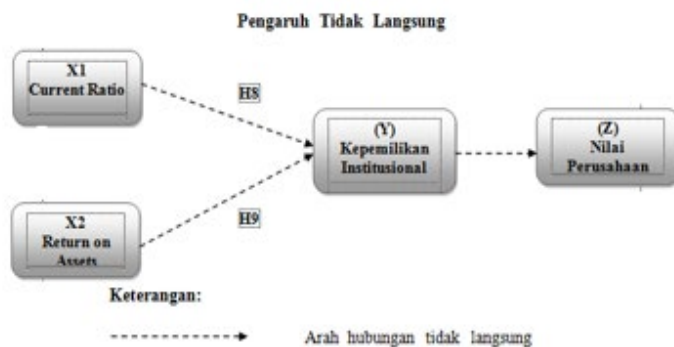 Pengaruh Tidak Langsung
X1
Current Ratio
H8
(Y)
Kepemilikan
Institusional
(Z)
Nilai
Perusahaan
X2
Return on
Assets
H9
Keterangan:
Arah hubungan tidak langsung